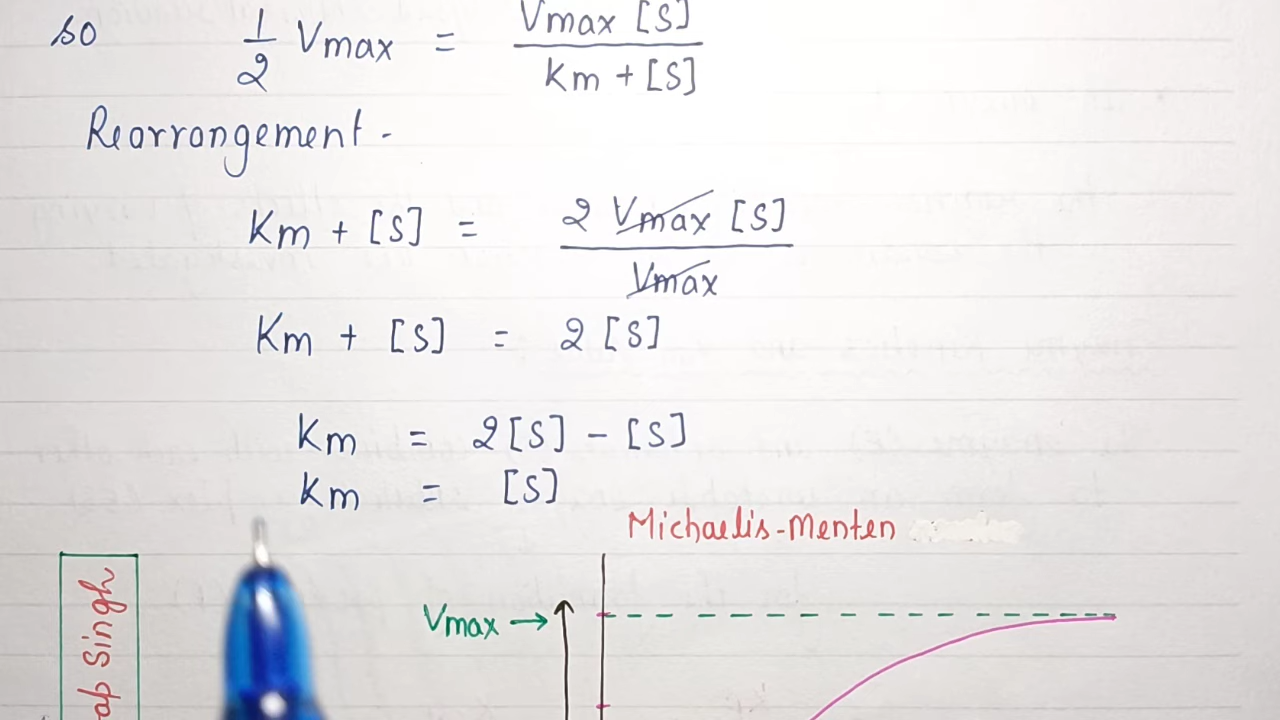 so 1/2 Vmax = Vmax [S] / Km + [S]
Rearrangement -
Km + [S] = 2 Vmax [S] / Vmax
Km + [S] = 2 [S]
Km = 2[S] - [S]
Km = [S]
Michaelis-Menten
Vmax →
Singh